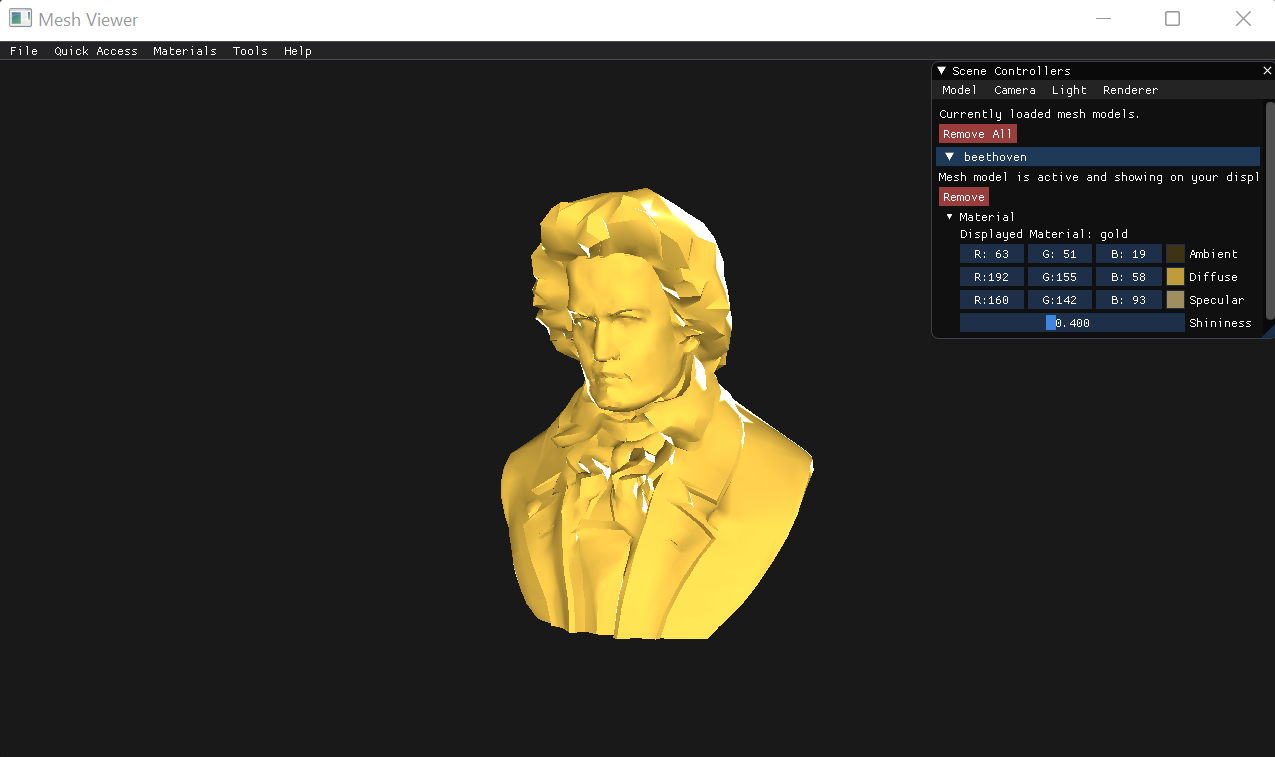 Mesh Viewer
File Quick Access Materials Tools Help
Scene Controllers
Model Camera Light Renderer
Currently loaded mesh models.
Remove All
beethoven
Mesh model is active and showing on your displ
Remove
Material
Displayed Material: gold
R: 63 G: 51 B: 19 Ambient
R:192 G:155 B: 58 Diffuse
R:160 G:142 B: 93 Specular
0.400 Shininess